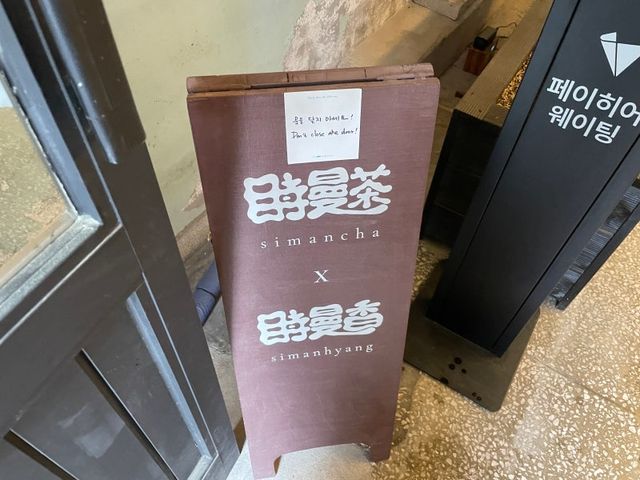 문을 닫지 마세요!
Don't close the door!
時曼茶
simancha
X
時曼香
simanhyang
페이히어
웨이팅